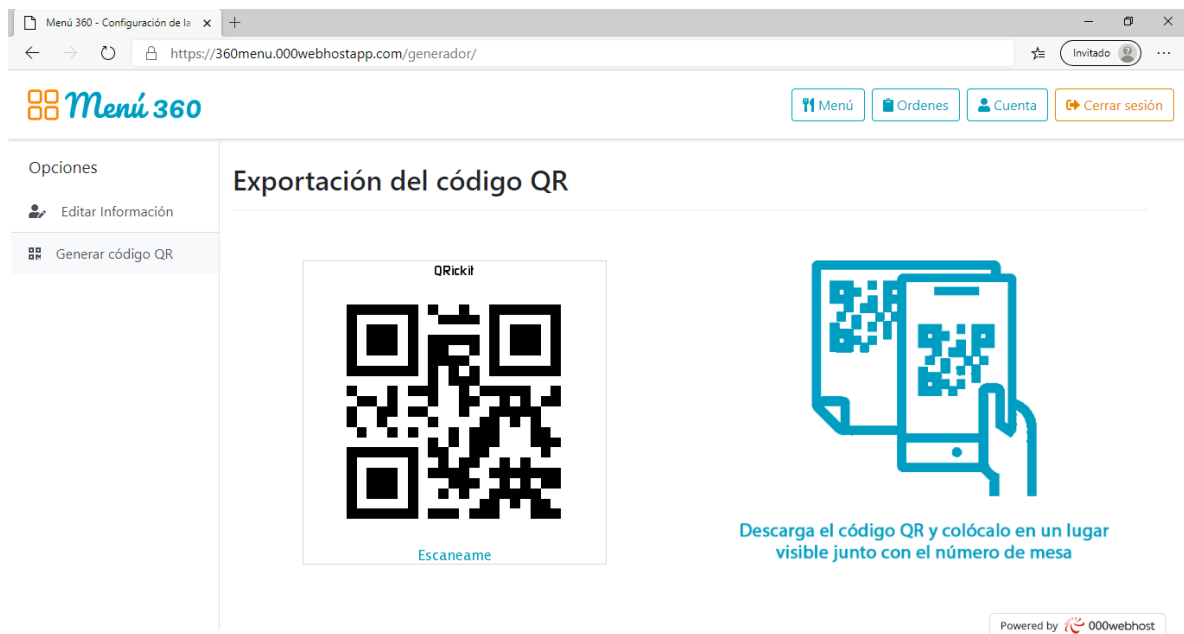 Menú 360 - Configuración de la
https://360menu.000webhostapp.com/generador/
Invitado
Menú 360
Menú
Ordenes
Cuenta
Cerrar sesión
Opciones
Editar Información
Generar código QR
Exportación del código QR
QRickit
Escaneame
Descarga el código QR y colócalo en un lugar
visible junto con el número de mesa
Powered by 000webhost